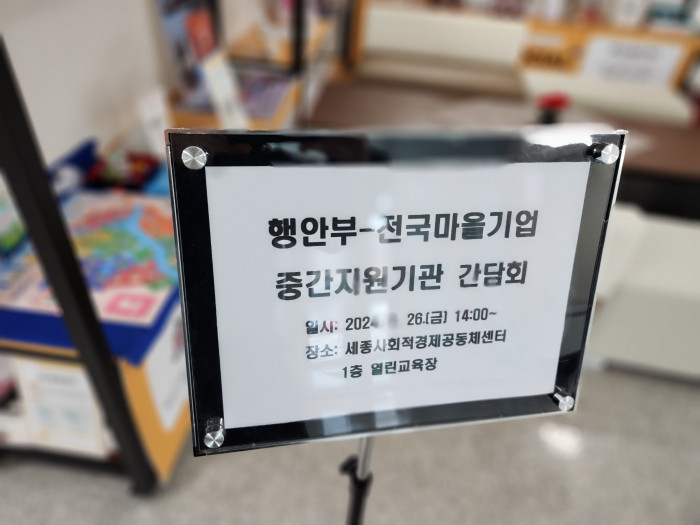 행안부-전국마을기업
중간지원기관 간담회
일시: 2024 26.(금) 14:00~
장소: 세종사회적경제공동체센터
1층 열린교육장